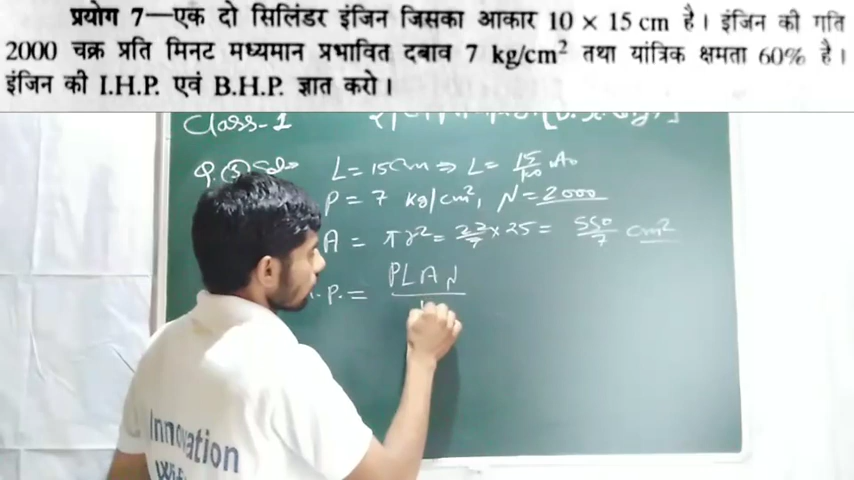 प्रयोग 7—एक दो सिलिंडर इंजिन जिसका आकार 10 × 15 cm है। इंजिन की गति
2000 चक्र प्रति मिनट मध्यमान प्रभावित दबाव 7 kg/cm² तथा यांत्रिक क्षमता 60% है।
इंजिन की I.H.P. एवं B.H.P. ज्ञात करो।
Class-1
L = 15cm ⇒ L = 15/100
P = 7 kg/cm², N = 2000
A = πr² = 22/7 × 25 = 550/7 cm²
.P. = PLAN
Innovation